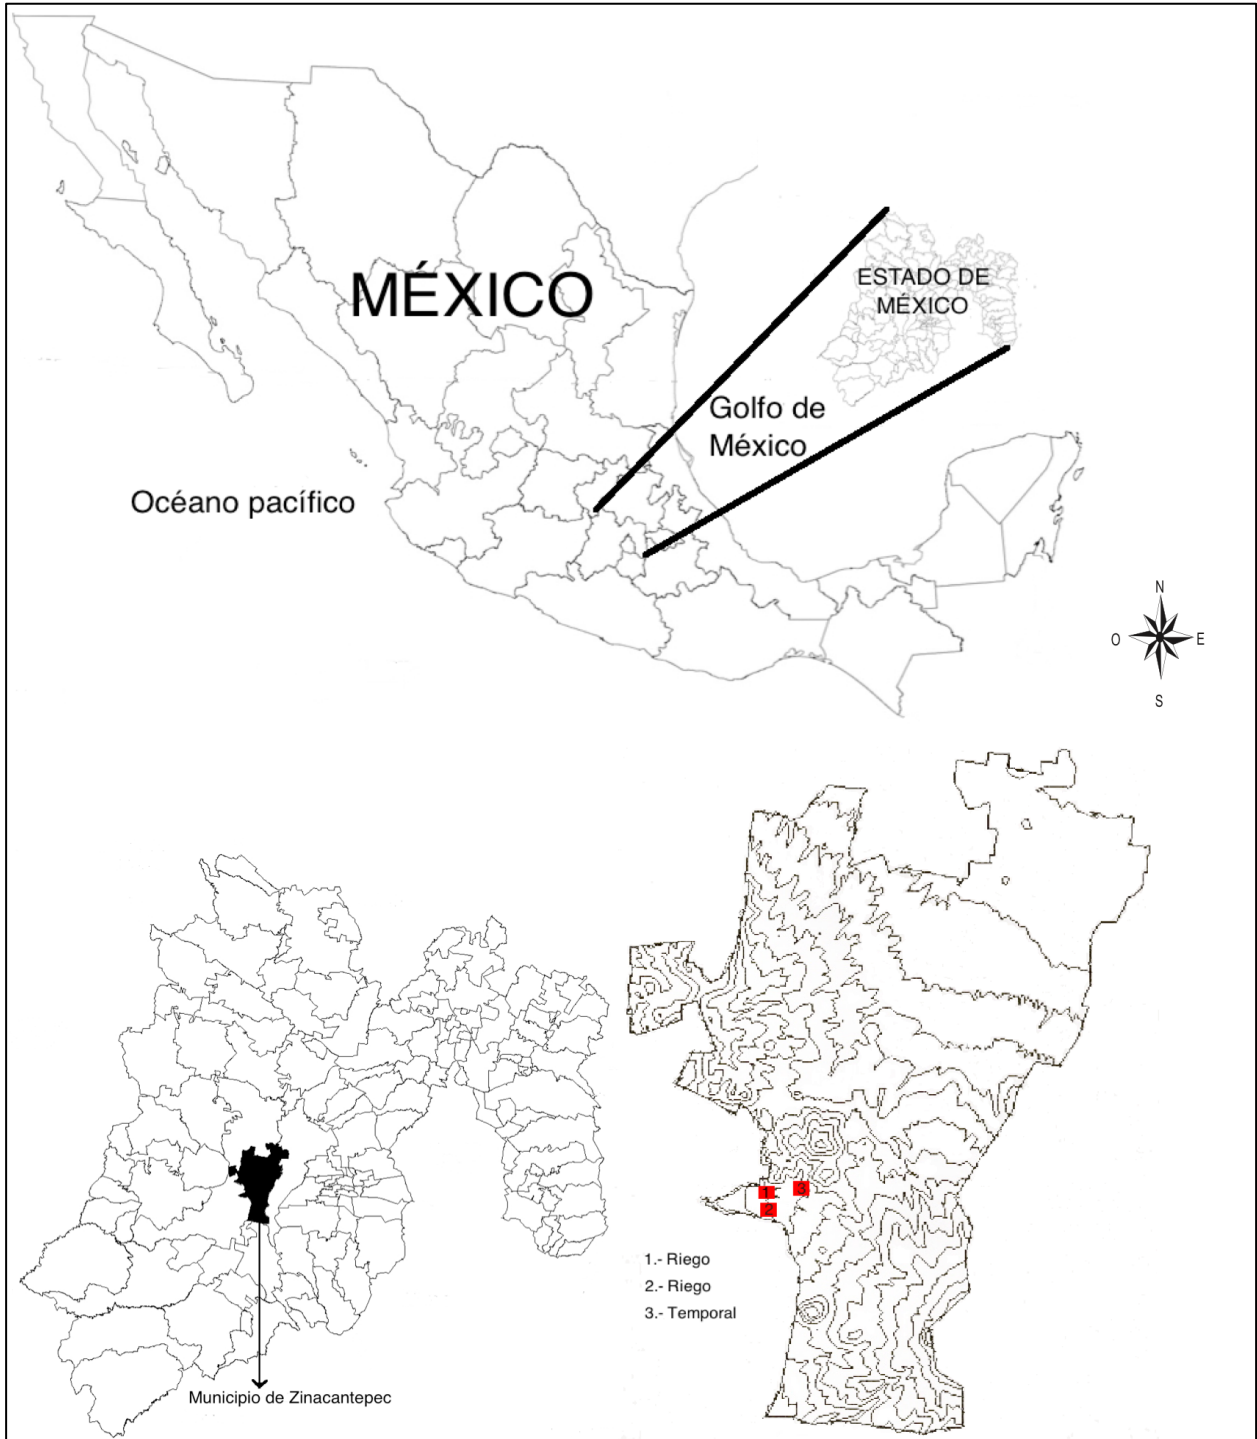 MÉXICO
ESTADO DE
MÉXICO
Golfo de
México
Océano pacífico
N
O
E
S
1
3
2
1.- Riego
2.- Riego
3.- Temporal
Municipio de Zinacantepec